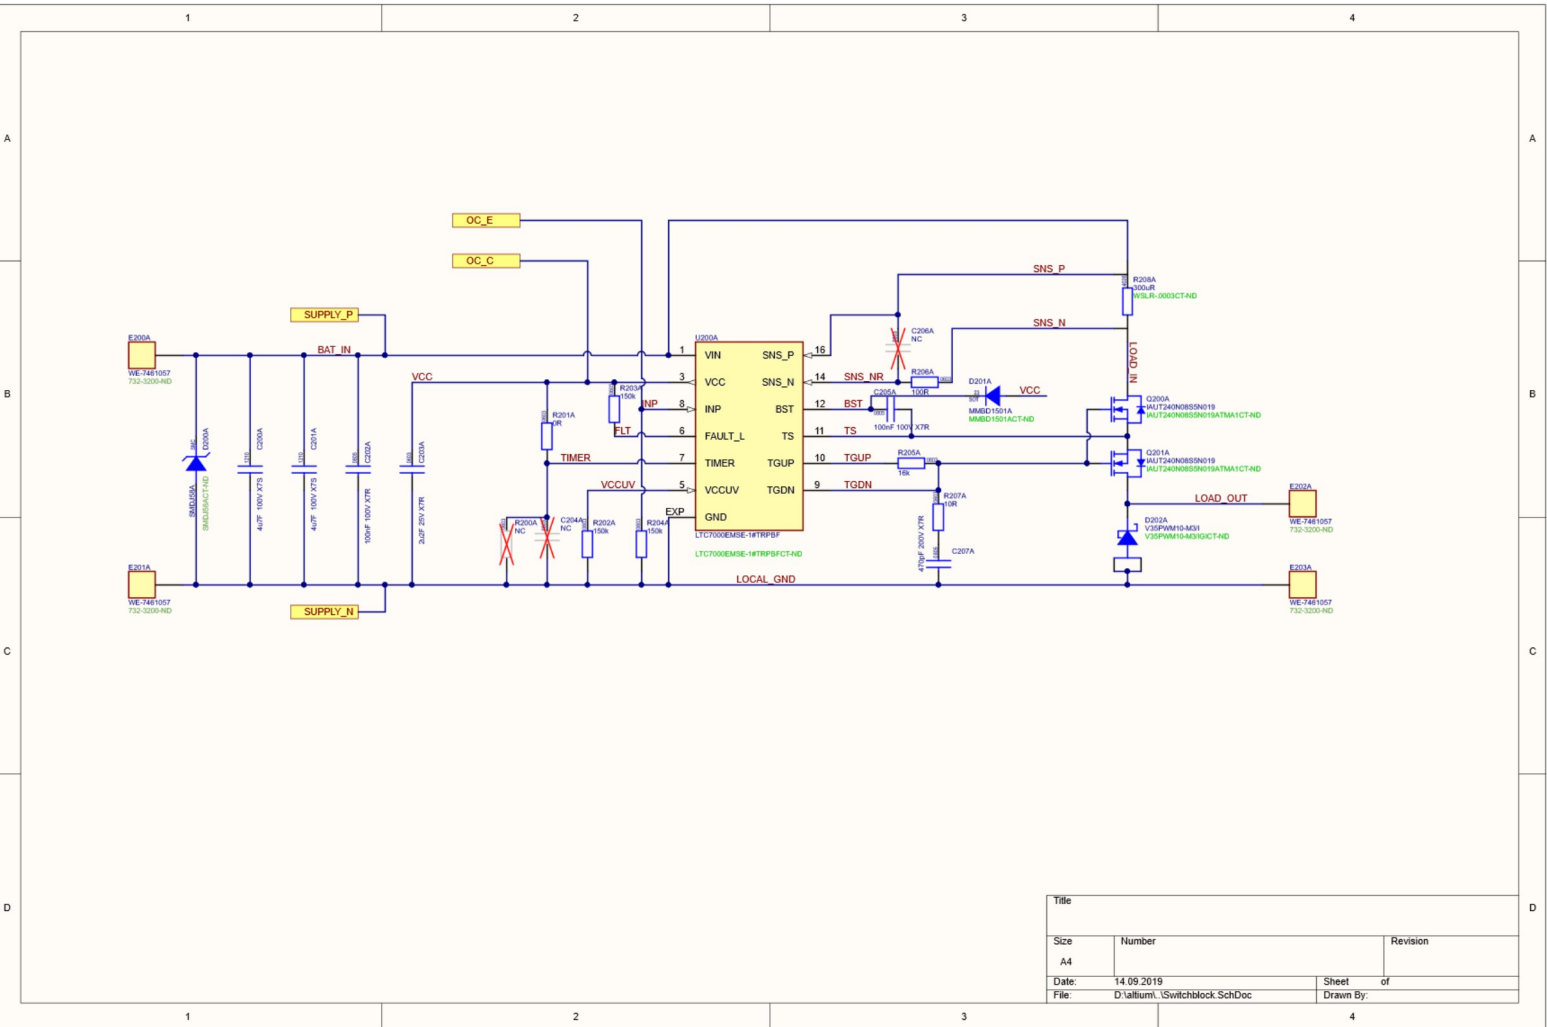 1 2 3 4
A A
OC_E
OC_C
SNS_P
R208A
300uR
WSLR-.0003CT-ND
SUPPLY_P
SNS_N
E200A
BAT_IN
U200A
C206A
NC
LOAD_IN
1 VIN SNS_P 16
WE-7461057
732-3200-ND
VCC
3 VCC SNS_N 14 SNS_NR
R206A
100R
D201A
VCC
MMBD1501A
MMBD1501ACT-ND
B B
R203A
150k
INP
8 INP BST 12 BST
C205A
100nF 100V X7R
Q200A
IAUT240N08S5N019
IAUT240N08S5N019ATMA1CT-ND
R201A
0R
FLT
6 FAULT_L TS 11 TS
D200A
SMDJ58A
SMDJ58ACT-ND
C200A
4u7F 100V X7S
C201A
4u7F 100V X7S
C202A
100nF 100V X7R
C203A
2u2F 25V X7R
TIMER
7 TIMER TGUP 10 TGUP
R205A
16k
Q201A
IAUT240N08S5N019
IAUT240N08S5N019ATMA1CT-ND
VCCUV
5 VCCUV TGDN 9 TGDN
R207A
10R
E202A
LOAD_OUT
WE-7461057
732-3200-ND
EXP
GND
R200A
NC
C204A
NC
R202A
150k
R204A
150k
LTC7000EMSE-1#TRPBF
LTC7000EMSE-1#TRPBFCT-ND
470pF 200V X7R
C207A
D202A
V35PWM10-M3/I
V35PWM10-M3/IGICT-ND
E201A
LOCAL_GND
E203A
WE-7461057
732-3200-ND
WE-7461057
732-3200-ND
SUPPLY_N
C C
D D
Title
Size Number Revision
A4
Date: 14.09.2019 Sheet of
File: D:\altium\..\Switchblock.SchDoc Drawn By:
1 2 3 4